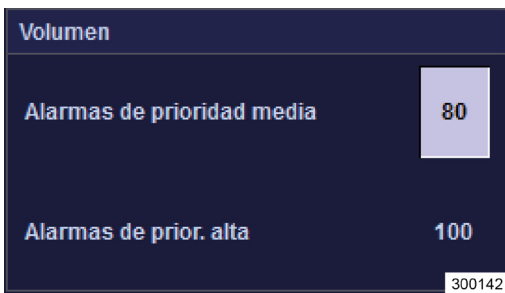 Volumen
Alarmas de prioridad media 80
Alarmas de prior. alta 100
300142